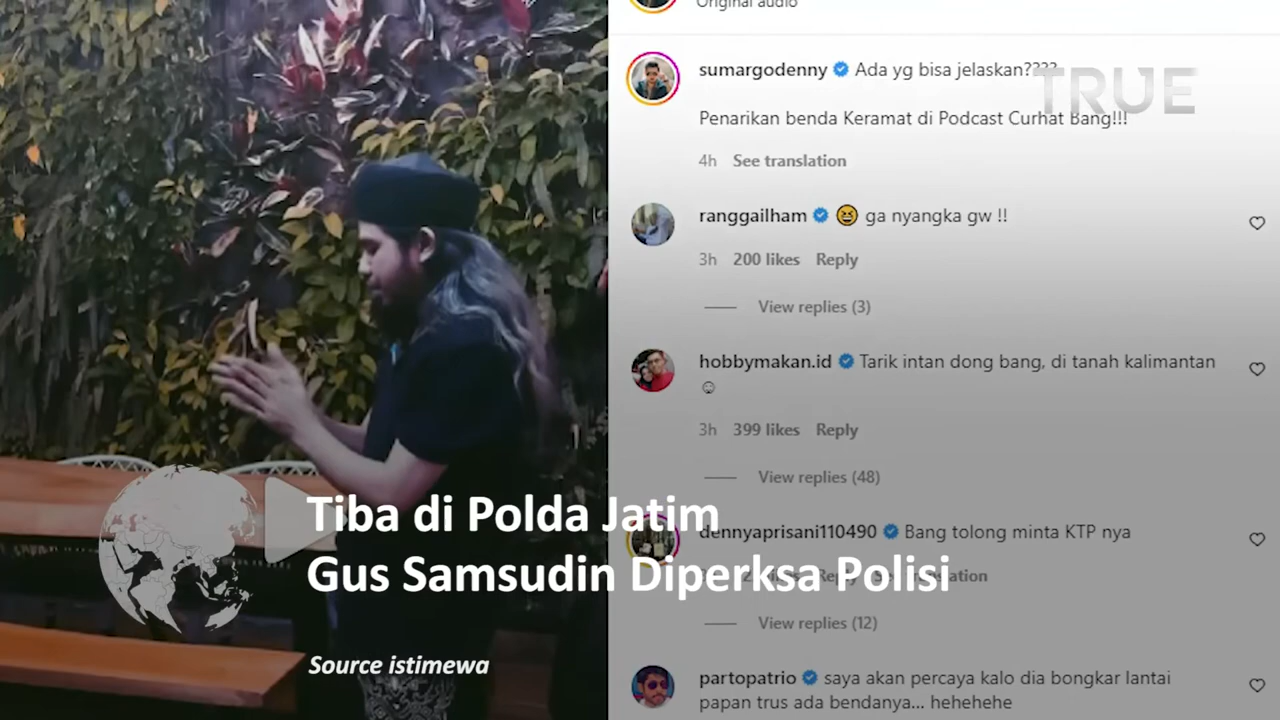 Original audio
sumargodenny Ada yg bisa jelaskan????
TRUE
Penarikan benda Keramat di Podcast Curhat Bang!!!
4h See translation
ranggailham 😆 ga nyangka gw !!
3h 200 likes Reply
View replies (3)
hobbymakan.id Tarik intan dong bang, di tanah kalimantan
☺
3h 399 likes Reply
View replies (48)
Tiba di Polda Jatim
dennyaprisani110490 Bang tolong minta KTP nya
Gus Samsudin Diperksa Polisi
View replies (12)
Source istimewa
partopatrio saya akan percaya kalo dia bongkar lantai
papan trus ada bendanya... hehehehe